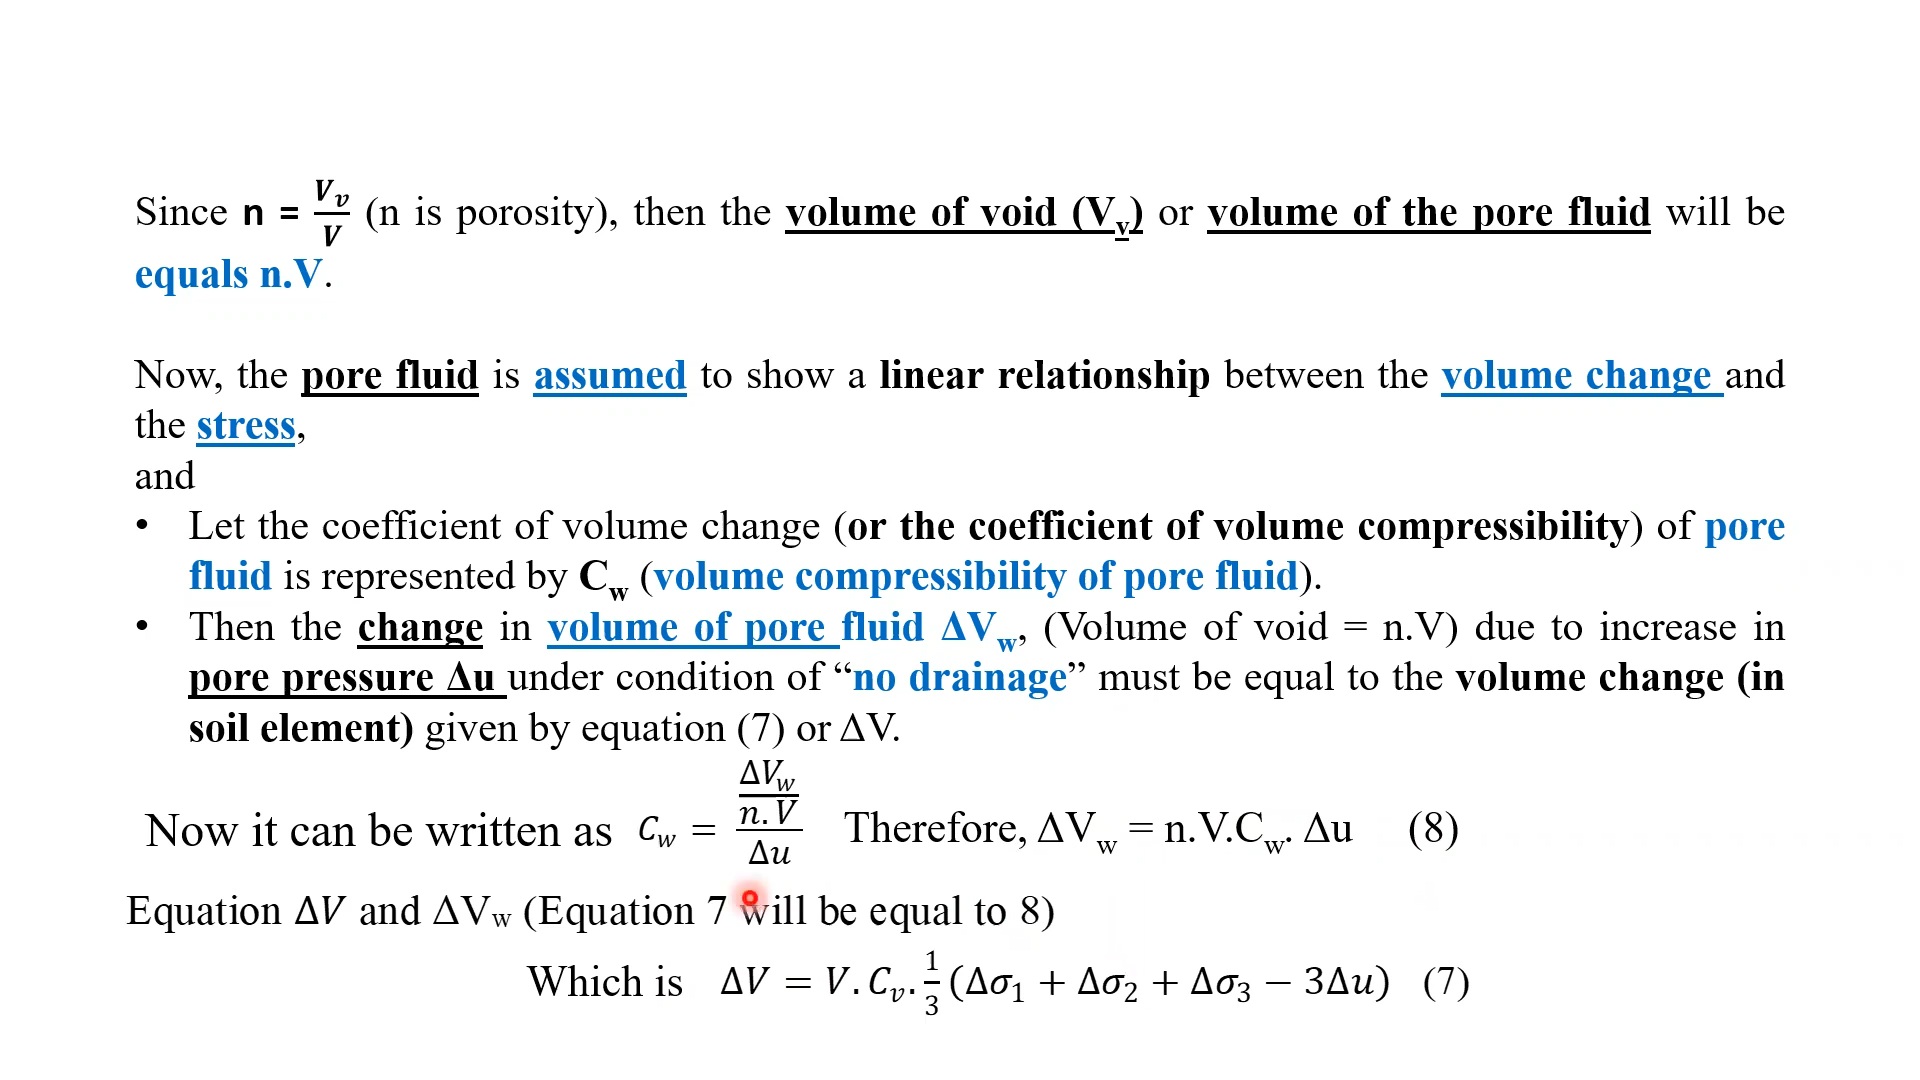 Since n = V_v/V (n is porosity), then the volume of void (V_v) or volume of the pore fluid will be
equals n.V.
Now, the pore fluid is assumed to show a linear relationship between the volume change and
the stress,
and
• Let the coefficient of volume change (or the coefficient of volume compressibility) of pore
fluid is represented by C_w (volume compressibility of pore fluid).
• Then the change in volume of pore fluid ΔV_w, (Volume of void = n.V) due to increase in
pore pressure Δu under condition of “no drainage” must be equal to the volume change (in
soil element) given by equation (7) or ΔV.
Now it can be written as C_w = (ΔV_w/n.V)/Δu Therefore, ΔV_w = n.V.C_w. Δu (8)
Equation ΔV and ΔV_w (Equation 7 will be equal to 8)
Which is ΔV = V.C_v.1/3(Δσ_1 + Δσ_2 + Δσ_3 − 3Δu) (7)